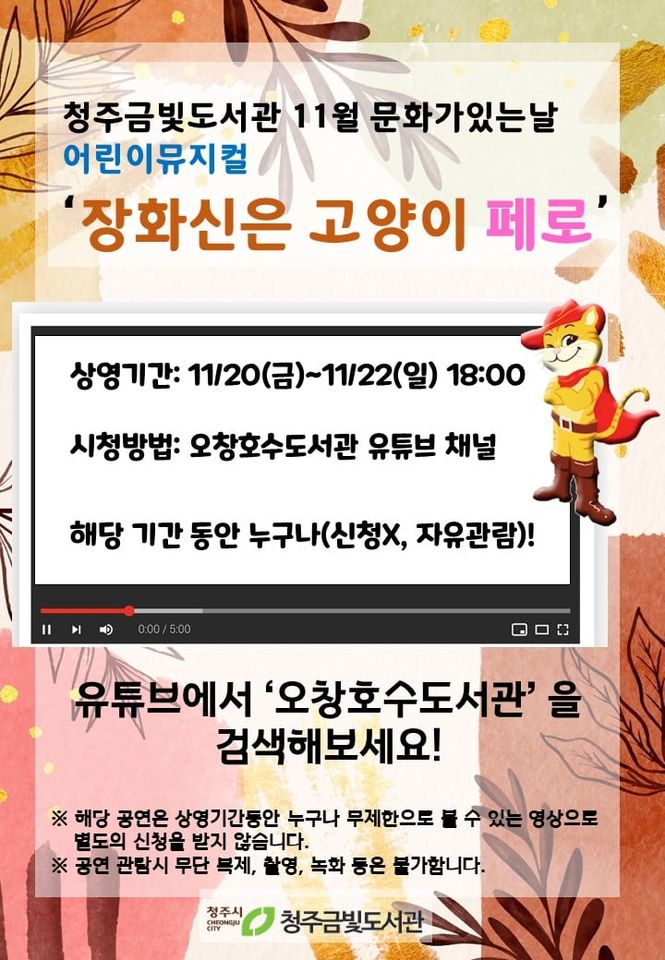 청주금빛도서관 11월 문화가있는날
어린이뮤지컬
‘장화신은 고양이 페로’
상영기간: 11/20(금)~11/22(일) 18:00
시청방법: 오창호수도서관 유튜브 채널
해당 기간 동안 누구나(신청X, 자유관람)!
0:00 / 5:00
유튜브에서 ‘오창호수도서관’ 을
검색해보세요!
※ 해당 공연은 상영기간동안 누구나 무제한으로 볼 수 있는 영상으로
별도의 신청을 받지 않습니다.
※ 공연 관람시 무단 복제, 촬영, 녹화 등은 불가합니다.
청주시
CHEONGJU
CITY
청주금빛도서관